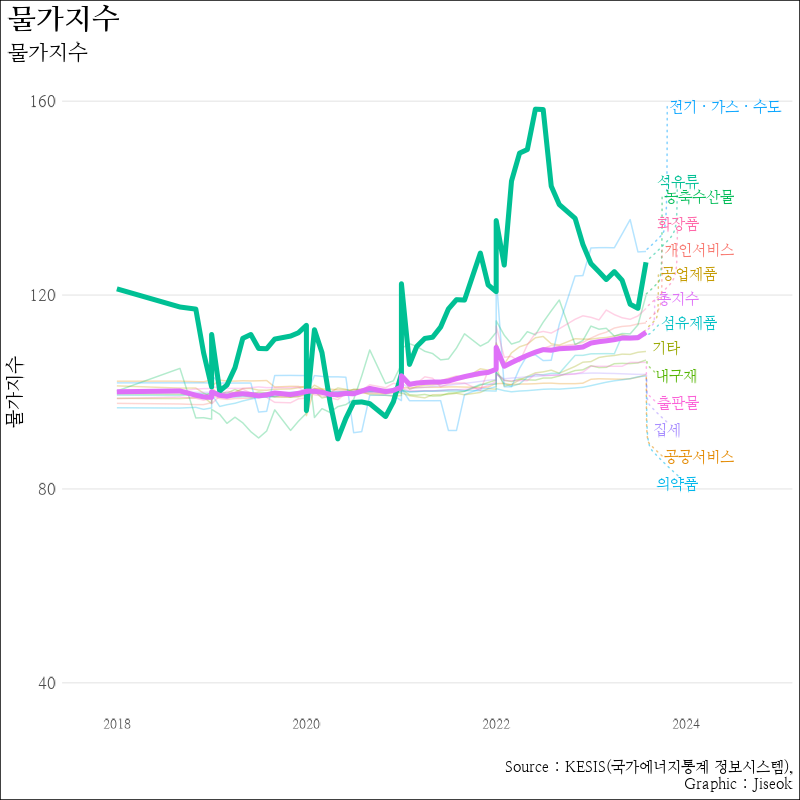 물가지수
물가지수
160
120
80
40
물가지수
2018
2020
2022
2024
전기 · 가스 · 수도
석유류
농축수산물
화장품
개인서비스
공업제품
총지수
섬유제품
기타
내구재
출판물
집세
공공서비스
의약품
Source : KESIS(국가에너지통계 정보시스템),
Graphic : Jiseok